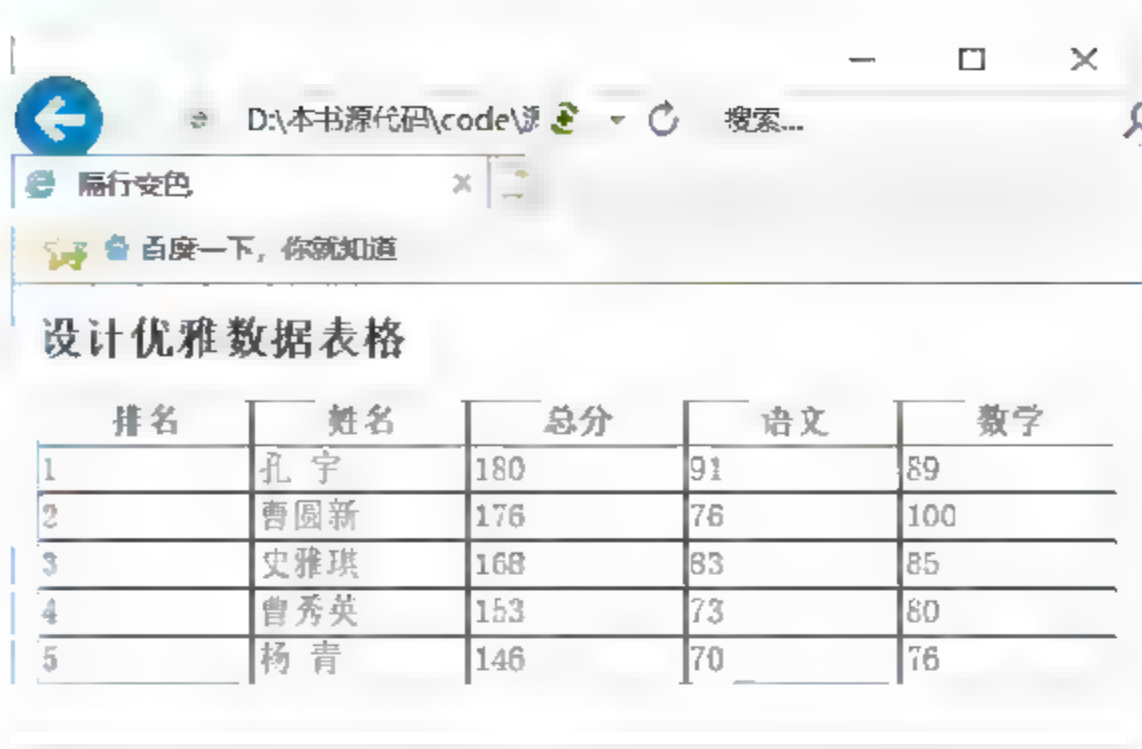 D:\本书源代码\code\ 搜索...
隔行变色
百度一下，你就知道
设计优雅数据表格
排名 姓名 总分 语文 数学
1 孔 宇 180 91 89
2 曹圆新 176 76 100
3 史雅琪 168 83 85
4 曾秀英 153 73 80
5 杨 青 146 70 76